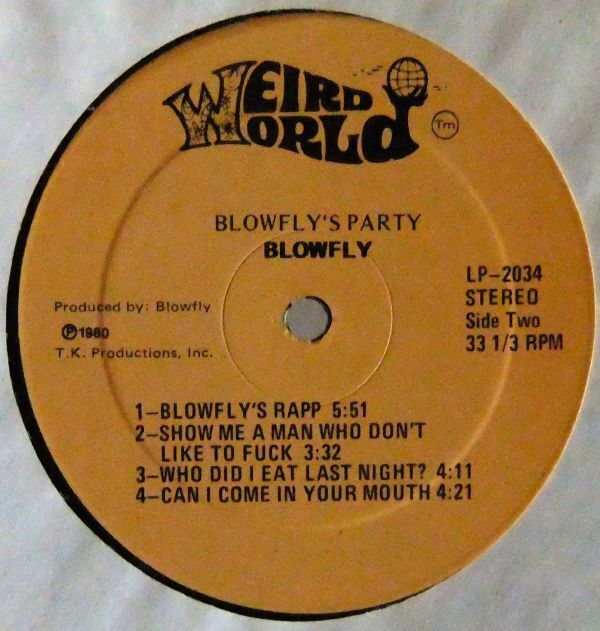 WEIRD
WORLD
Tm
BLOWFLY'S PARTY
BLOWFLY
LP-2034
STEREO
Side Two
33 1/3 RPM
Produced by: Blowfly
Ⓟ1980
T.K. Productions, Inc.
1-BLOWFLY'S RAPP 5:51
2-SHOW ME A MAN WHO DON'T
LIKE TO FUCK 3:32
3-WHO DID I EAT LAST NIGHT? 4:11
4-CAN I COME IN YOUR MOUTH 4:21